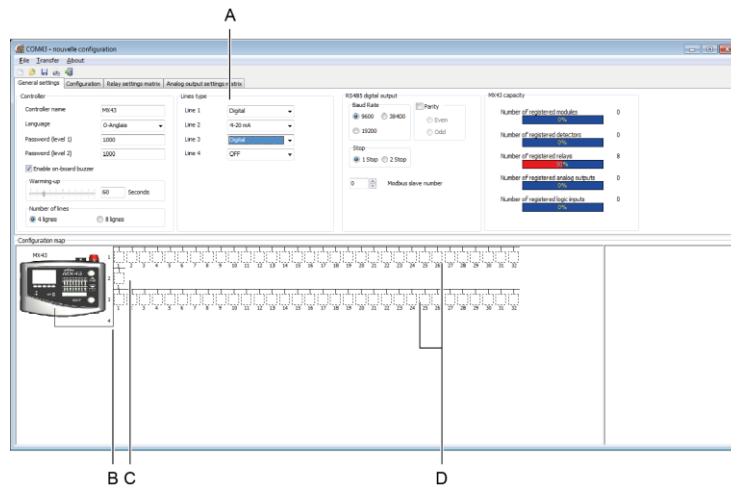 A
COM43 - nouvelle configuration
File Transfer About
General settings Configuration Relay settings matrix Analog output settings matrix
Controller
Controller name MX43
Language 0-Anglais
Password (level 1) 1000
Password (level 2) 1000
Enable on-board buzzer
Warming-up
60 Seconds
Number of lines
4 lignes 8 lignes
Lines type
Line 1 Digital
Line 2 4-20 mA
Line 3 Digital
Line 4 OFF
RS485 digital output
Baud Rate
9600 38400
19200
Parity
Even
Odd
Stop
1 Stop 2 Stop
0 Modbus slave number
MX43 capacity
Number of registered modules 0
0%
Number of registered detectors 0
0%
Number of registered relays 8
Number of registered analog outputs 0
0%
Number of registered logic inputs 0
0%
Configuration map
MX43
1
1 2 3 4 5 6 7 8 9 10 11 12 13 14 15 16 17 18 19 20 21 22 23 24 25 26 27 28 29 30 31 32
2
1
3
1 2 3 4 5 6 7 8 9 10 11 12 13 14 15 16 17 18 19 20 21 22 23 24 25 26 27 28 29 30 31 32
4
B C D